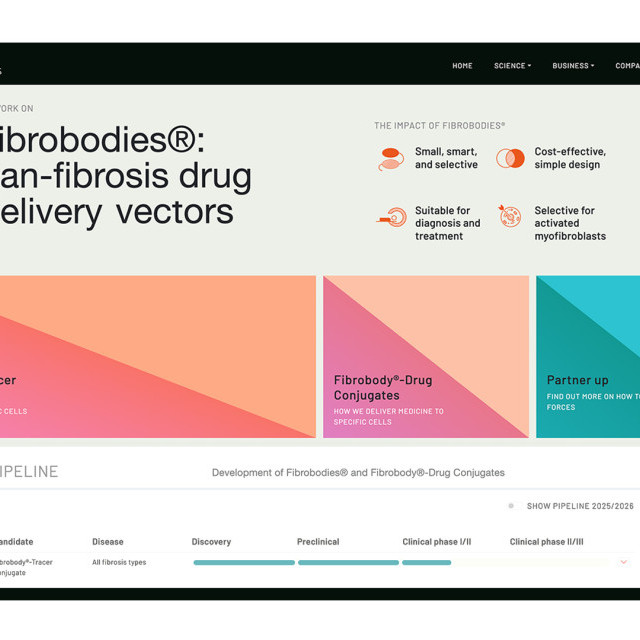 HOME SCIENCE BUSINESS COMPA
S
ORK ON
ibrobodies®:
an-fibrosis drug
elivery vectors
THE IMPACT OF FIBROBODIES®
Small, smart,
and selective
Cost-effective,
simple design
Suitable for
diagnosis and
treatment
Selective for
activated
myofibroblasts
cer
C CELLS
Fibrobody®-Drug
Conjugates
HOW WE DELIVER MEDICINE TO
SPECIFIC CELLS
Partner up
FIND OUT MORE ON HOW TO
FORCES
IPELINE
Development of Fibrobodies® and Fibrobody®-Drug Conjugates
SHOW PIPELINE 2025/2026
andidate Disease Discovery Preclinical Clinical phase I/II Clinical phase II/III
brobody®-Tracer All fibrosis types
onjugate